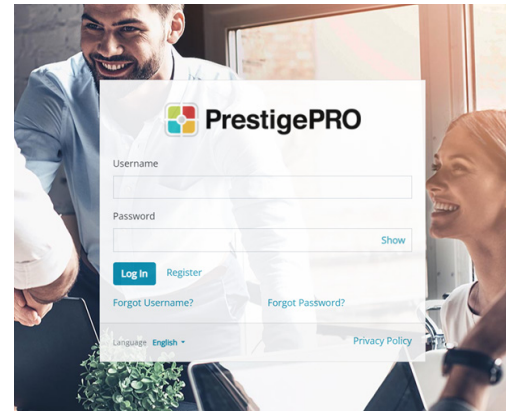 PrestigePRO
Username
Password
Show
Log In Register
Forgot Username? Forgot Password?
Language English
Privacy Policy